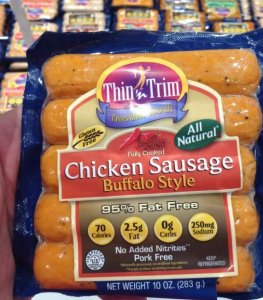 Thin Trim
Gluten
Free
All
Natural*
Fully Cooked
Chicken Sausage
Buffalo Style
95% Fat Free
70
Calories
2.5g
Fat
0g
Carbs
250mg
Sodium
No Added Nitrites**
Pork Free
KEEP
REFRIGERATED
NET WEIGHT 10 OZ. (283 g.)